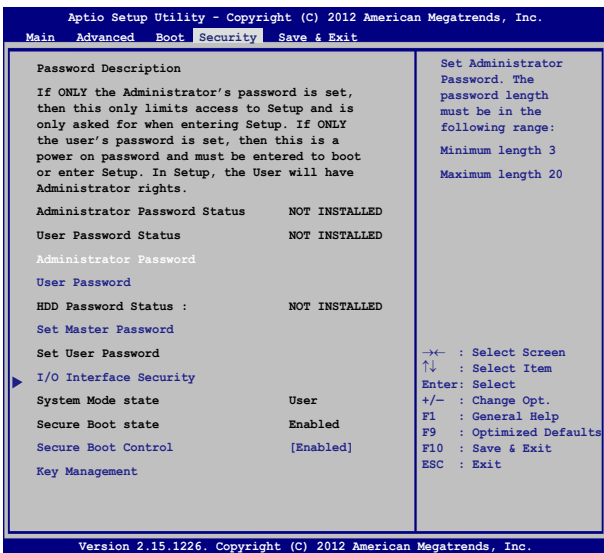 Aptio Setup Utility - Copyright (C) 2012 American Megatrends, Inc.
Main Advanced Boot Security Save & Exit
Password Description
If ONLY the Administrator's password is set,
then this only limits access to Setup and is
only asked for when entering Setup. If ONLY
the user's password is set, then this is a
power on password and must be entered to boot
or enter Setup. In Setup, the User will have
Administrator rights.
Administrator Password Status NOT INSTALLED
User Password Status NOT INSTALLED
Administrator Password
User Password
HDD Password Status : NOT INSTALLED
Set Master Password
Set User Password
I/O Interface Security
System Mode state User
Secure Boot state Enabled
Secure Boot Control [Enabled]
Key Management
Set Administrator
Password. The
password length
must be in the
following range:
Minimum length 3
Maximum length 20
→← : Select Screen
↑↓ : Select Item
Enter: Select
+/— : Change Opt.
F1 : General Help
F9 : Optimized Defaults
F10 : Save & Exit
ESC : Exit
Version 2.15.1226. Copyright (C) 2012 American Megatrends, Inc.